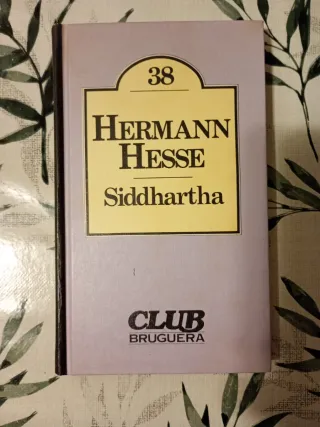 38
HERMANN
HESSE
Siddhartha
CLUB
BRUGUERA